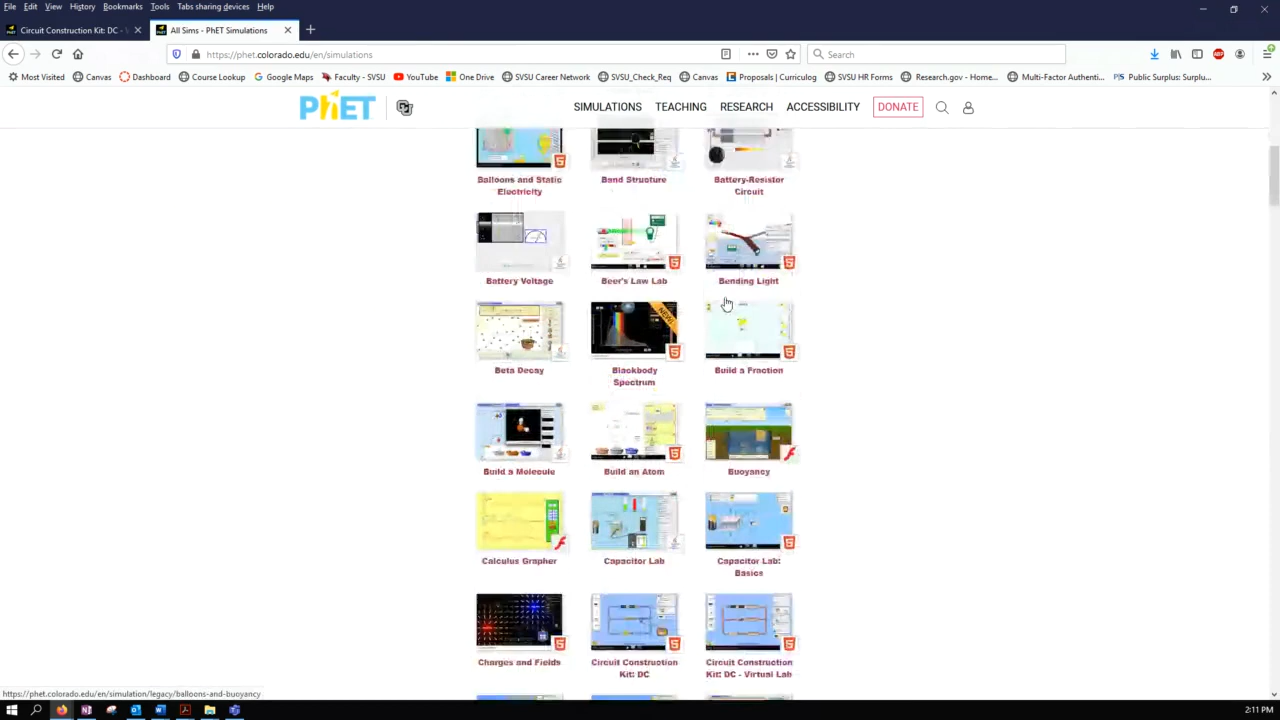 File Edit View History Bookmarks Tools Tabs sharing devices Help
PhET Circuit Construction Kit: DC - PhET All Sims - PhET Simulations
https://phet.colorado.edu/en/simulations Search
Most Visited Canvas Dashboard Course Lookup Google Maps Faculty - SVSU YouTube One Drive SVSU Career Network SVSU_Check_Req Canvas Proposals | Curriculog SVSU HR Forms Research.gov - Home... Multi-Factor Authenti... Public Surplus: Surplu...
PhET SIMULATIONS TEACHING RESEARCH ACCESSIBILITY DONATE
Balloons and Static Electricity
Band Structure
Battery-Resistor Circuit
Battery Voltage
Beer's Law Lab
Bending Light
NEW!
Beta Decay
Blackbody Spectrum
Build a Fraction
Build a Molecule
Build an Atom
Buoyancy
Calculus Grapher
Capacitor Lab
Capacitor Lab: Basics
Charges and Fields
Circuit Construction Kit: DC
Circuit Construction Kit: DC - Virtual Lab
https://phet.colorado.edu/en/simulation/legacy/balloons-and-buoyancy
2:11 PM